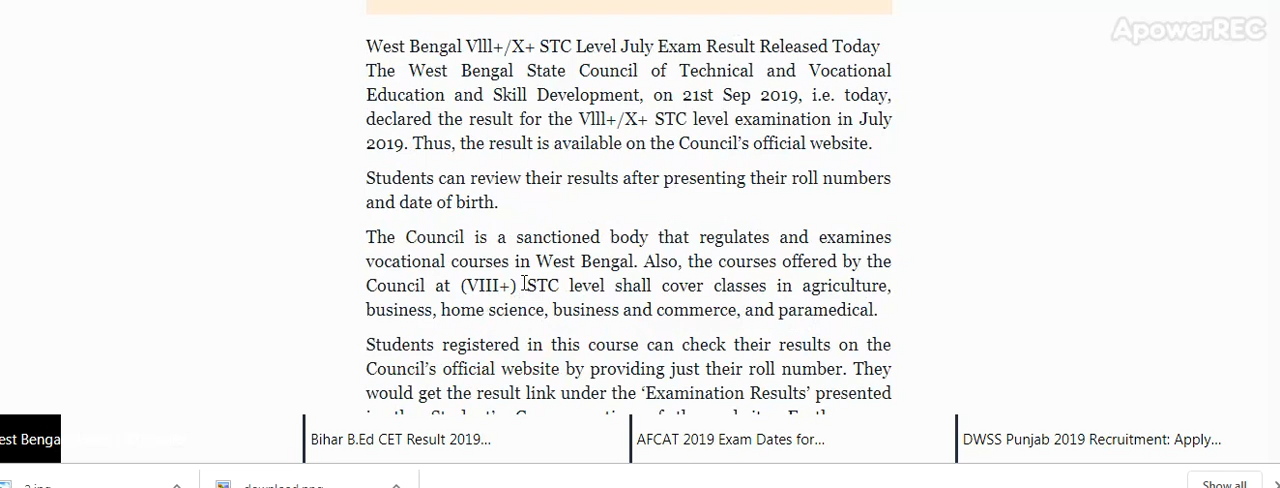 ApowerREC
West Bengal Vlll+/X+ STC Level July Exam Result Released Today
The West Bengal State Council of Technical and Vocational
Education and Skill Development, on 21st Sep 2019, i.e. today,
declared the result for the Vlll+/X+ STC level examination in July
2019. Thus, the result is available on the Council's official website.
Students can review their results after presenting their roll numbers
and date of birth.
The Council is a sanctioned body that regulates and examines
vocational courses in West Bengal. Also, the courses offered by the
Council at (VIII+) STC level shall cover classes in agriculture,
business, home science, business and commerce, and paramedical.
Students registered in this course can check their results on the
Council's official website by providing just their roll number. They
would get the result link under the 'Examination Results' presented
est Benga
Bihar B.Ed CET Result 2019...
AFCAT 2019 Exam Dates for...
DWSS Punjab 2019 Recruitment: Apply...
Show all